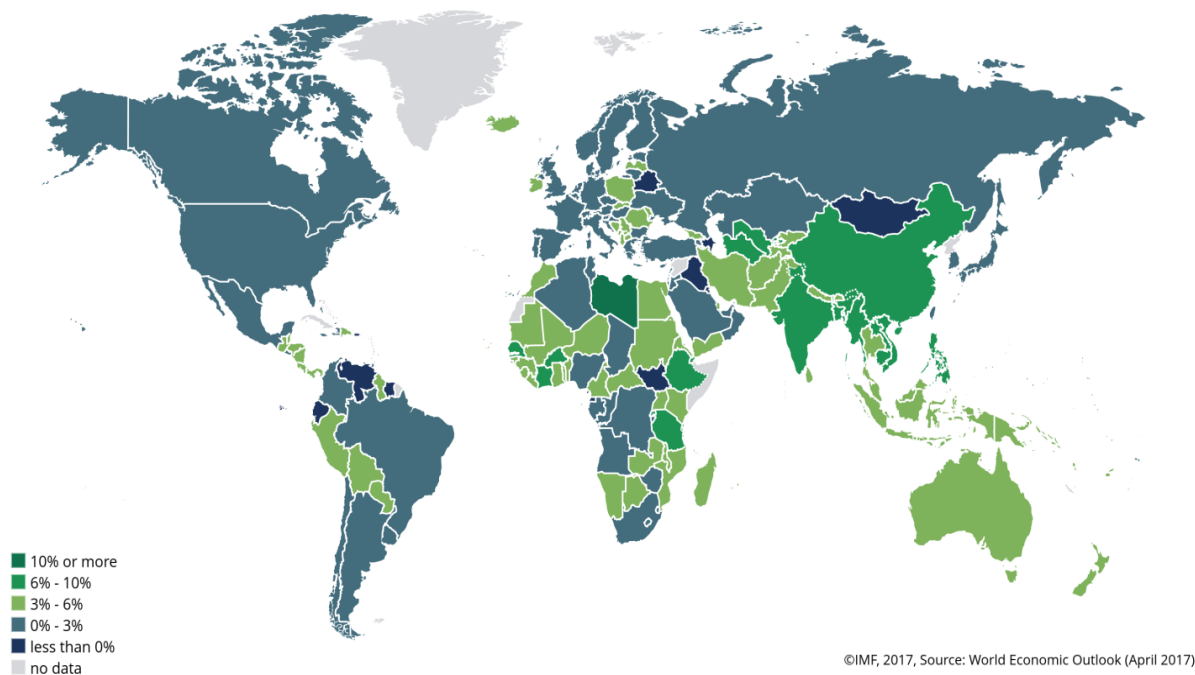 10% or more
6% - 10%
3% - 6%
0% - 3%
less than 0%
no data
©IMF, 2017, Source: World Economic Outlook (April 2017)